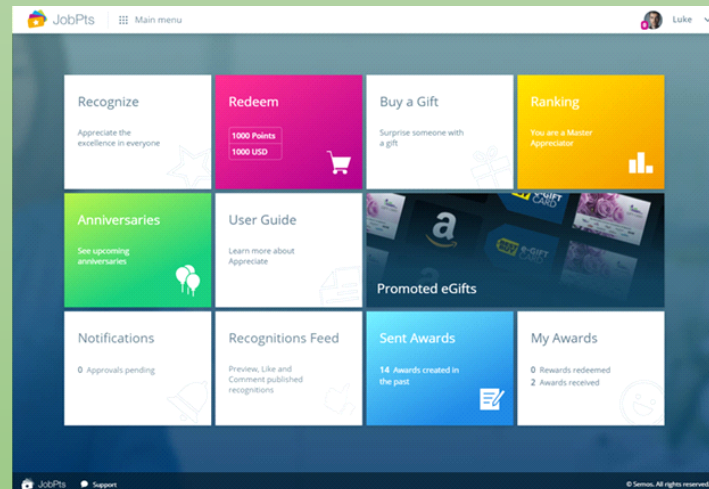 JobPts
Main menu
Luke
Recognize
Appreciate the
excellence in everyone
Redeem
1000 Points
1000 USD
Buy a Gift
Surprise someone with
a gift
Ranking
You are a Master
Appreciator
Anniversaries
See upcoming
anniversaries
User Guide
Learn more about
Appreciate
e-GIFT
CARD
a
e-GIFT
Promoted eGifts
Notifications
0 Approvals pending
Recognitions Feed
Preview, Like and
Comment published
recognitions
Sent Awards
14 Awards created in
the past
My Awards
0 Rewards redeemed
2 Awards received
JobPts
Support
© Semos. All rights reserved.